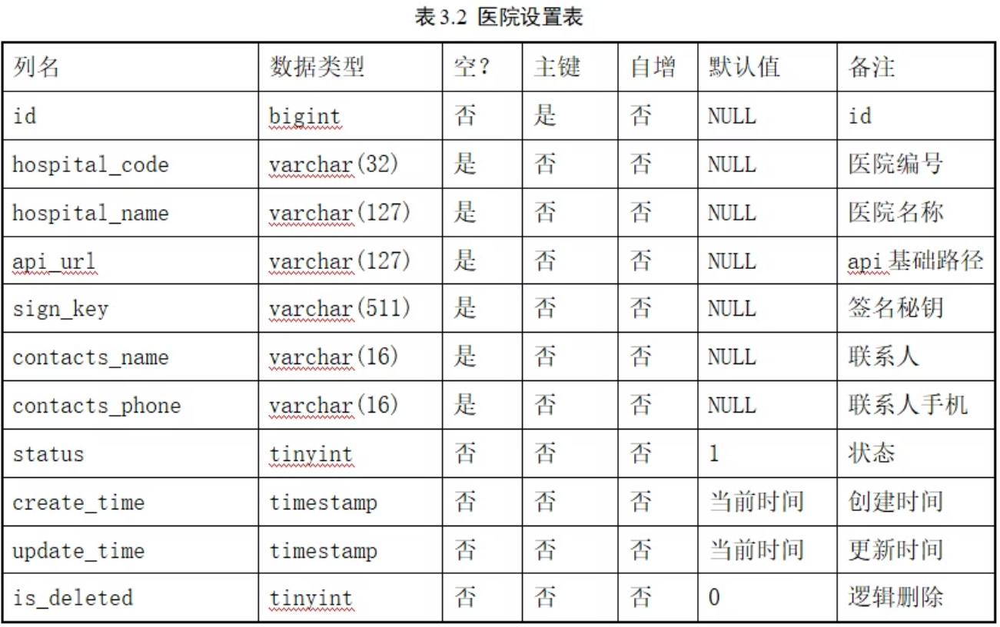 表 3.2 医院设置表
列名 数据类型 空? 主键 自增 默认值 备注
id bigint 否 是 否 NULL id
hospital_code varchar(32) 是 否 否 NULL 医院编号
hospital_name varchar(127) 是 否 否 NULL 医院名称
api_url varchar(127) 是 否 否 NULL api 基础路径
sign_key varchar(511) 是 否 否 NULL 签名秘钥
contacts_name varchar(16) 是 否 否 NULL 联系人
contacts_phone varchar(16) 是 否 否 NULL 联系人手机
status tinyint 否 否 否 1 状态
create_time timestamp 否 否 否 当前时间 创建时间
update_time timestamp 否 否 否 当前时间 更新时间
is_deleted tinyint 否 否 否 0 逻辑删除